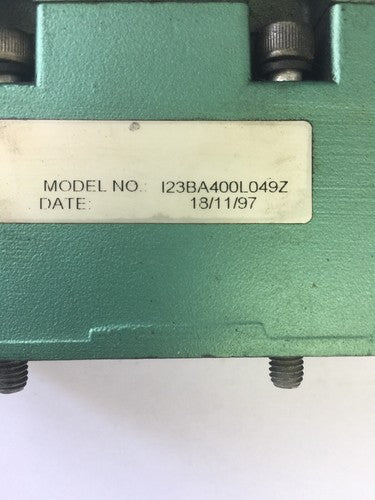 MODEL NO.: I23BA400L049Z
DATE: 18/11/97